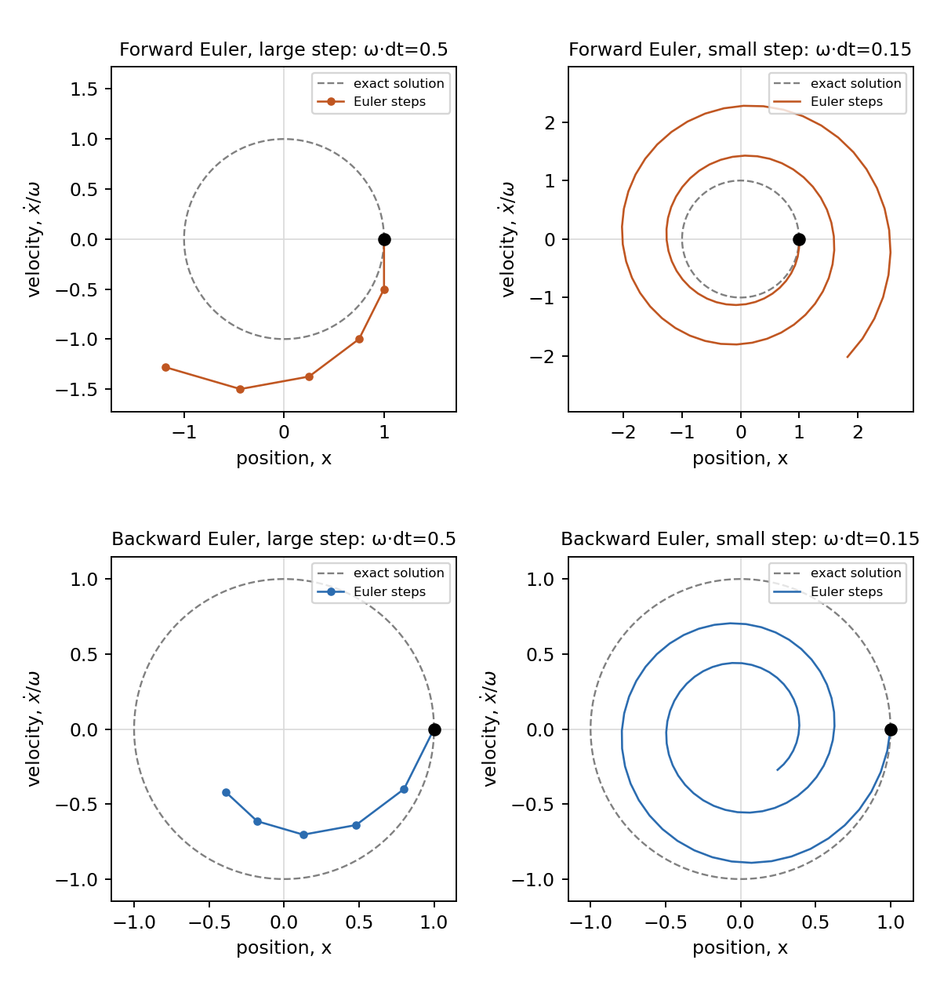 Forward Euler, large step: ω·dt=0.5
exact solution
Euler steps
velocity, ẋ/ω
1.5
1.0
0.5
0.0
−0.5
−1.0
−1.5
−1 0 1
position, x
Forward Euler, small step: ω·dt=0.15
exact solution
Euler steps
velocity, ẋ/ω
2
1
0
−1
−2
−2 −1 0 1 2
position, x
Backward Euler, large step: ω·dt=0.5
exact solution
Euler steps
velocity, ẋ/ω
1.0
0.5
0.0
−0.5
−1.0
−1.0 −0.5 0.0 0.5 1.0
position, x
Backward Euler, small step: ω·dt=0.15
exact solution
Euler steps
velocity, ẋ/ω
1.0
0.5
0.0
−0.5
−1.0
−1.0 −0.5 0.0 0.5 1.0
position, x